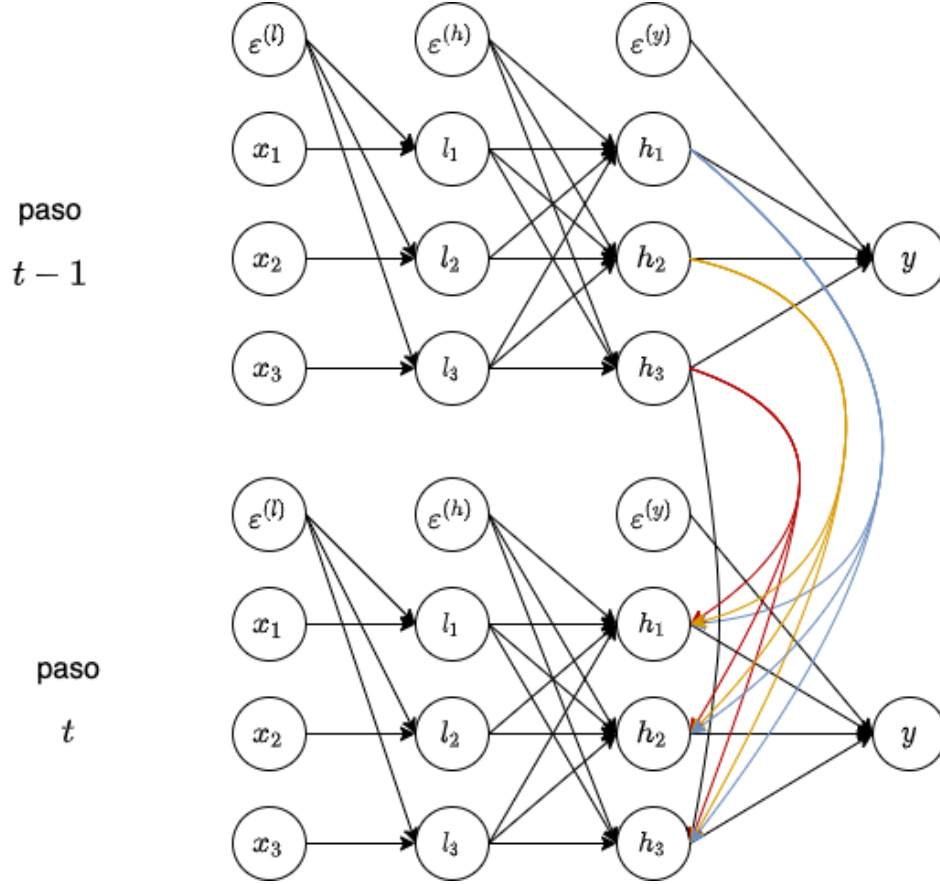 ε^(l) ε^(h) ε^(y)
x₁ l₁ h₁
paso
t − 1
x₂ l₂ h₂ y
x₃ l₃ h₃
ε^(l) ε^(h) ε^(y)
x₁ l₁ h₁
paso
t
x₂ l₂ h₂ y
x₃ l₃ h₃